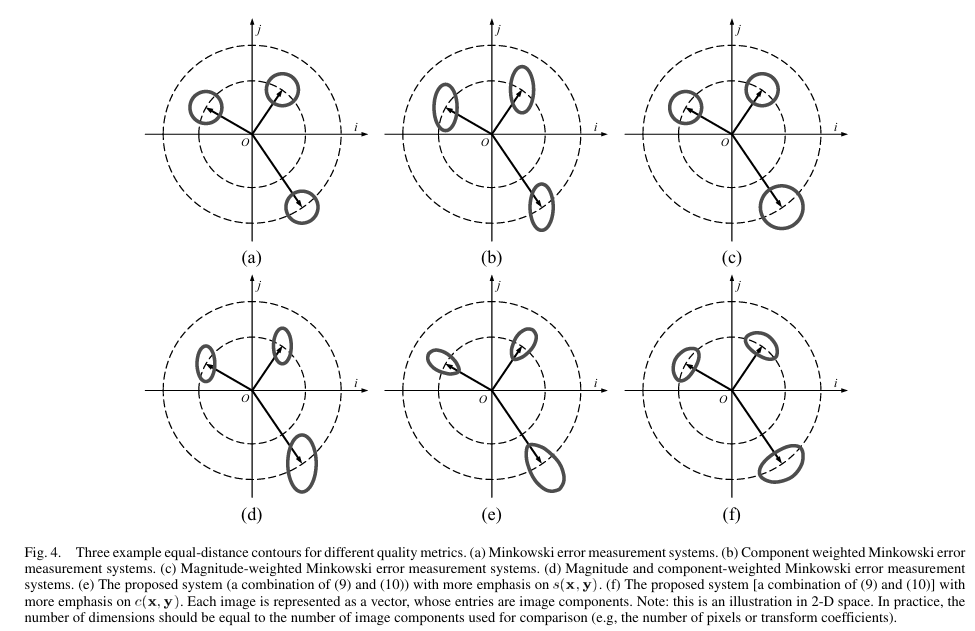 j
j
j
i
i
i
O
O
O
(a)
(b)
(c)
j
j
j
i
i
i
O
O
O
(d)
(e)
(f)
Fig. 4. Three example equal-distance contours for different quality metrics. (a) Minkowski error measurement systems. (b) Component weighted Minkowski error
measurement systems. (c) Magnitude-weighted Minkowski error measurement systems. (d) Magnitude and component-weighted Minkowski error measurement
systems. (e) The proposed system (a combination of (9) and (10)) with more emphasis on s(x, y). (f) The proposed system [a combination of (9) and (10)] with
more emphasis on c(x, y). Each image is represented as a vector, whose entries are image components. Note: this is an illustration in 2-D space. In practice, the
number of dimensions should be equal to the number of image components used for comparison (e.g, the number of pixels or transform coefficients).